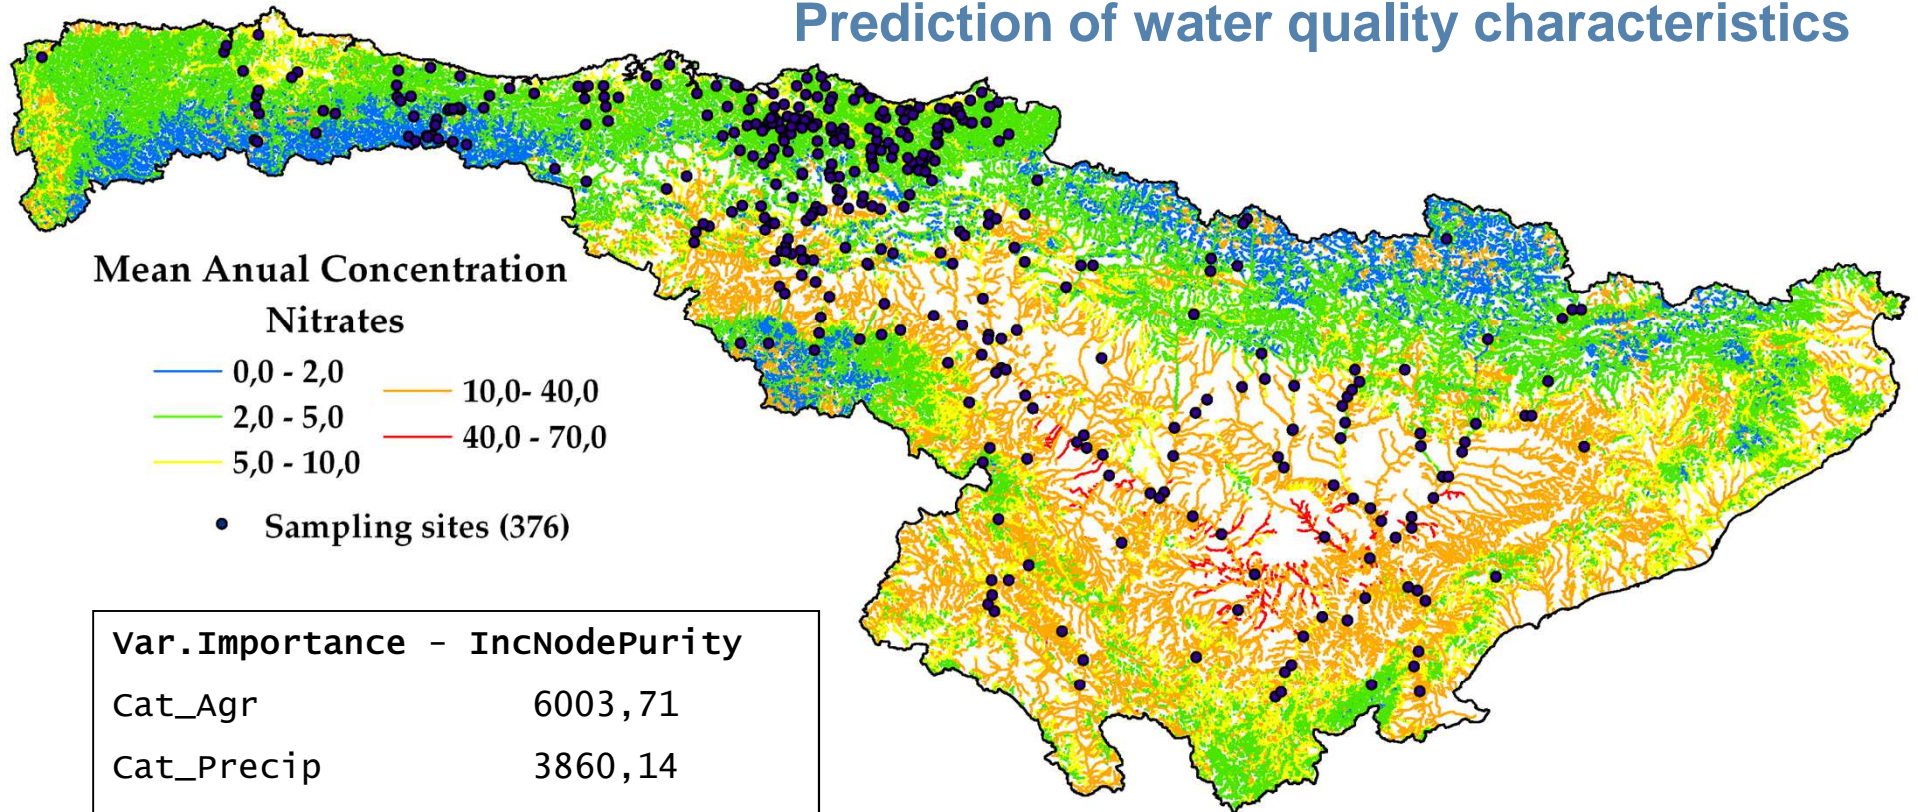 Prediction of water quality characteristics
Mean Anual Concentration
Nitrates
0,0 - 2,0
2,0 - 5,0
5,0 - 10,0
10,0- 40,0
40,0 - 70,0
Sampling sites (376)
Var.Importance - IncNodePurity
Cat_Agr 6003,71
Cat_Precip 3860,14